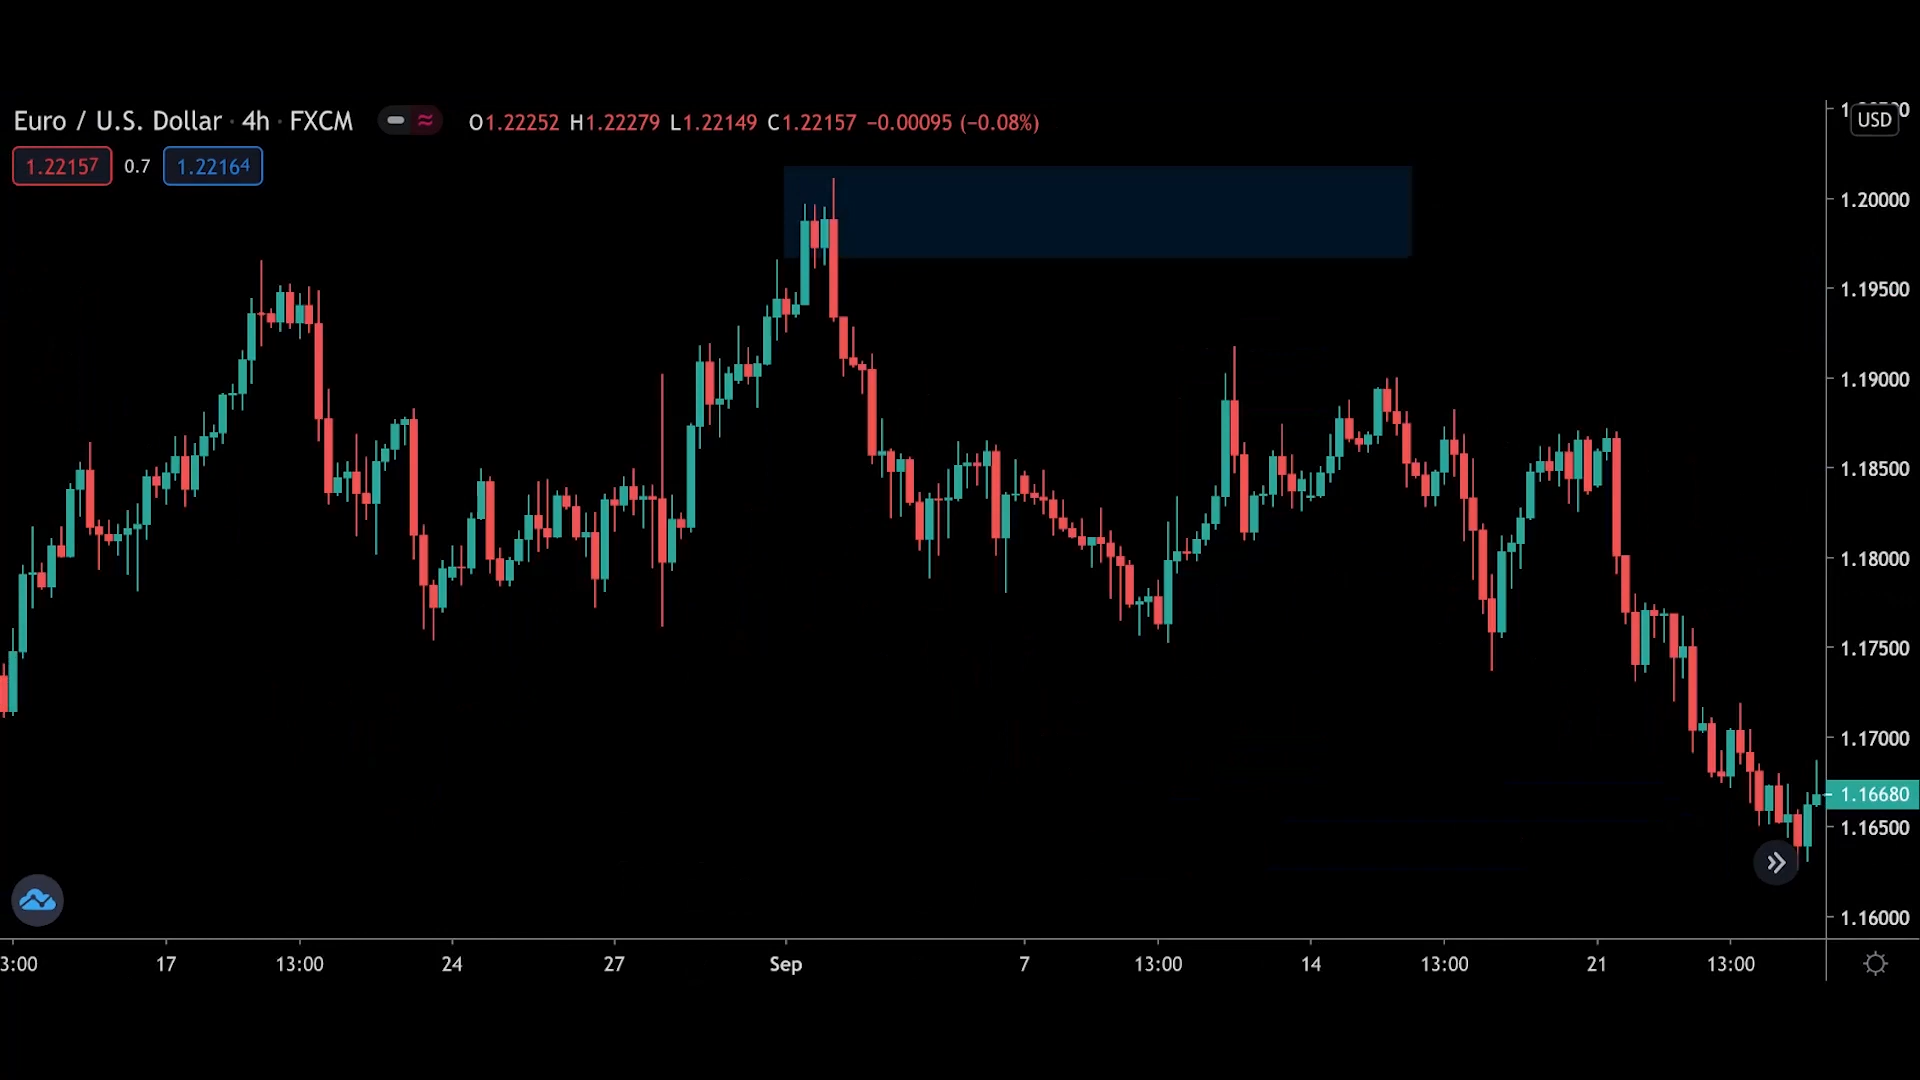 Euro / U.S. Dollar · 4h · FXCM O1.22252 H1.22279 L1.22149 C1.22157 −0.00095 (−0.08%)
1.22157 0.7 1.22164
USD
1.20000
1.19500
1.19000
1.18500
1.18000
1.17500
1.17000
1.16680
1.16500
1.16000
3:00 17 13:00 24 27 Sep 7 13:00 14 13:00 21 13:00